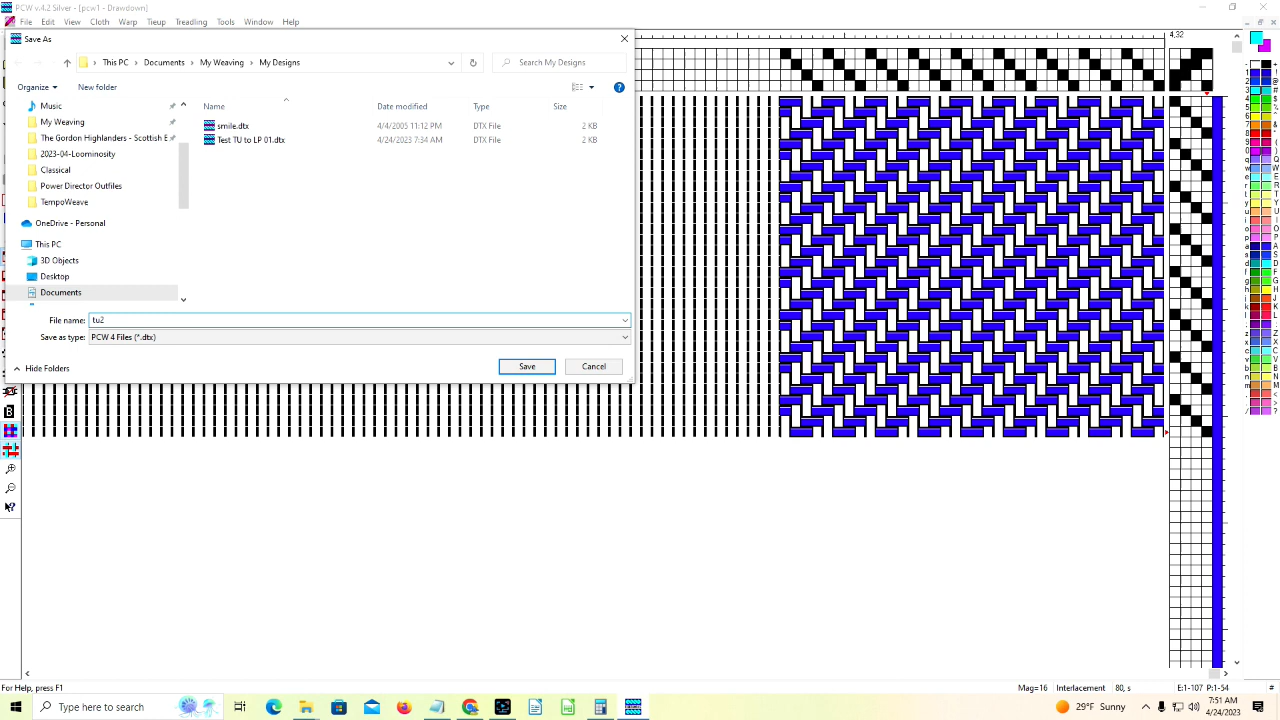 PCW v.4.2 Silver - [pcw1 - Drawdown]
File Edit View Cloth Warp Tieup Treadling Tools Window Help
Save As
This PC Documents My Weaving My Designs
Search My Designs
Organize New folder
Music
My Weaving
The Gordon Highlanders - Scottish E
2023-04-Loominosity
Classical
Power Director Outfiles
TempoWeave
OneDrive - Personal
This PC
3D Objects
Desktop
Documents
Name Date modified Type Size
smile.dtx 4/4/2005 11:12 PM DTX File 2 KB
Test TU to LP 01.dtx 4/24/2023 7:34 AM DTX File 2 KB
File name: tu2
Save as type: PCW 4 Files (*.dtx)
Hide Folders
Save Cancel
4,32
B
For Help, press F1
Mag=16 Interlacement 80, s E:1-107 P:1-54 #
Type here to search
29°F Sunny
7:51 AM
4/24/2023